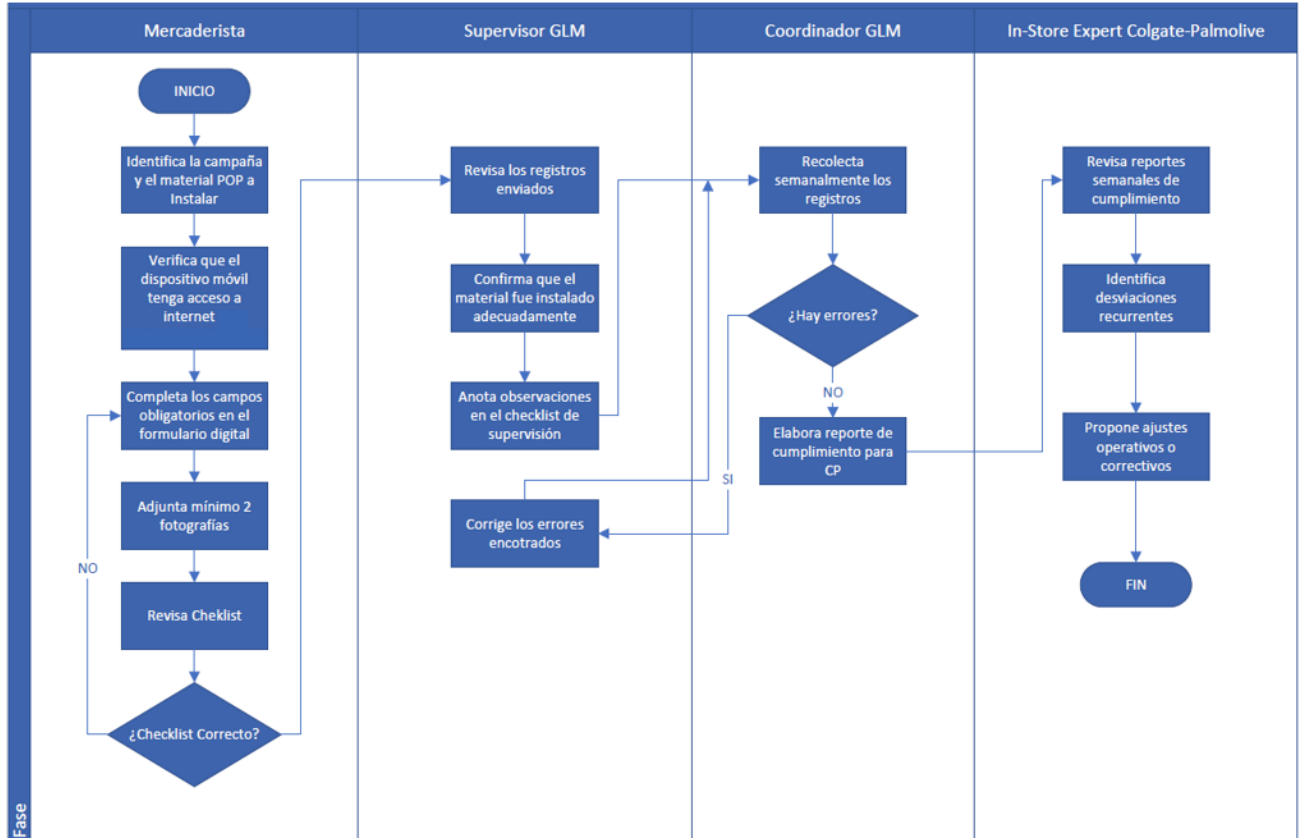 Mercaderista
Supervisor GLM
Coordinador GLM
In-Store Expert Colgate-Palmolive
INICIO
Identifica la campaña
y el material POP a
Instalar
Verifica que el
dispositivo móvil
tenga acceso a
internet
Completa los campos
obligatorios en el
formulario digital
Adjunta mínimo 2
fotografías
NO
Revisa Cheklist
¿Checklist Correcto?
Revisa los registros
enviados
Confirma que el
material fue instalado
adecuadamente
Anota observaciones
en el checklist de
supervisión
Corrige los errores
encotrados
Recolecta
semanalmente los
registros
¿Hay errores?
NO
SI
Elabora reporte de
cumplimiento para
CP
Revisa reportes
semanales de
cumplimiento
Identifica
desviaciones
recurrentes
Propone ajustes
operativos o
correctivos
FIN
Fase